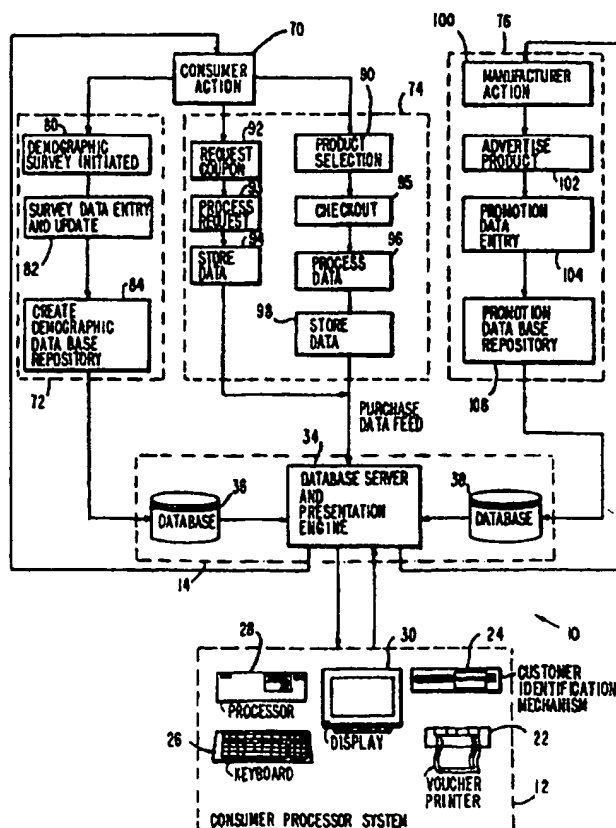 70
CONSUMER
ACTION
100
76
MANUFACTURER
ACTION
74
80
DEMOGRAPHIC
SURVEY INITIATED
92
REQUEST
COUPON
90
PRODUCT
SELECTION
ADVERTISE
PRODUCT
102
SURVEY DATA ENTRY
AND UPDATE
82
93
PROCESS
REQUEST
CHECKOUT
95
PROMOTION
DATA
ENTRY
104
94
STORE
DATA
96
PROCESS
DATA
84
CREATE
DEMOGRAPHIC
DATA BASE
REPOSITORY
72
98
STORE
DATA
PROMOTION
DATA BASE
REPOSITORY
106
PURCHASE
DATA FEED
34
DATABASE SERVER
AND
PRESENTATION
ENGINE
36
DATABASE
38
DATABASE
14
10
28
PROCESSOR
30
DISPLAY
24
CUSTOMER
IDENTIFICATION
MECHANISM
26
KEYBOARD
22
VOUCHER
PRINTER
12
CONSUMER PROCESSOR SYSTEM